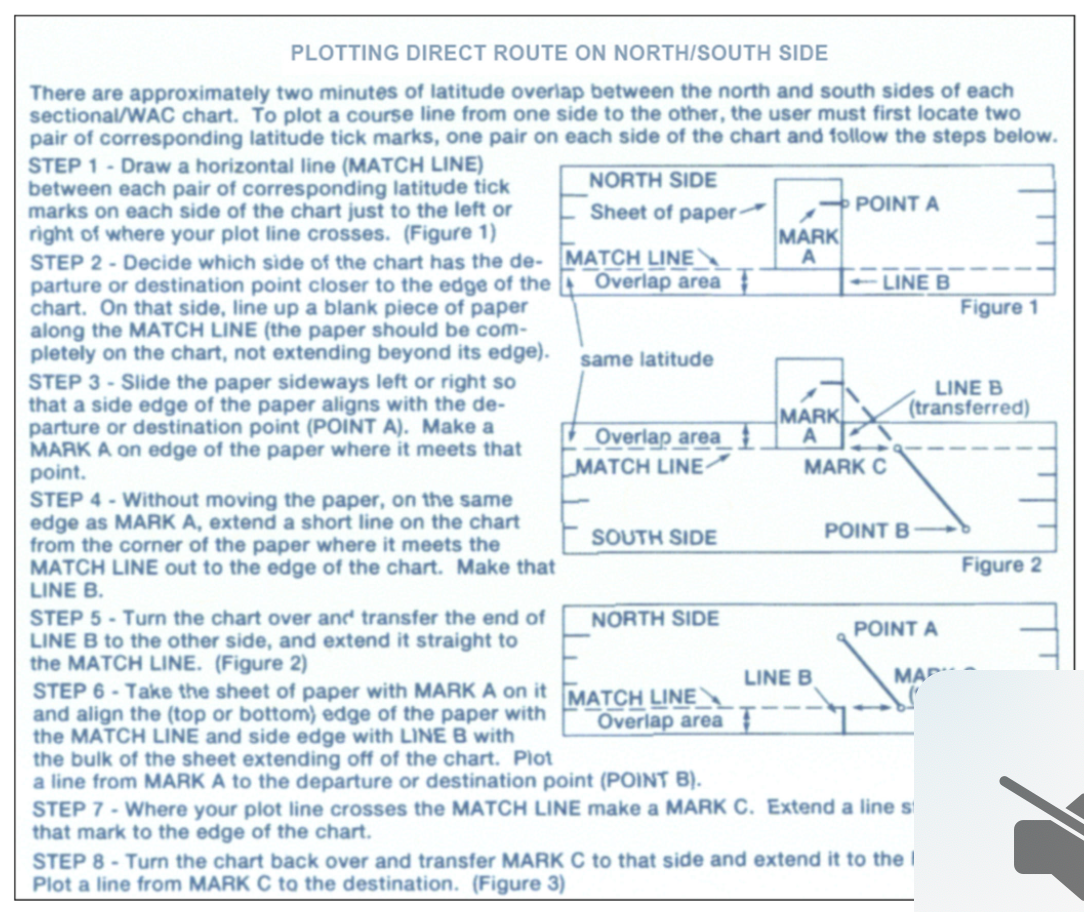 PLOTTING DIRECT ROUTE ON NORTH/SOUTH SIDE
There are approximately two minutes of latitude overlap between the north and south sides of each
sectional/WAC chart. To plot a course line from one side to the other, the user must first locate two
pair of corresponding latitude tick marks, one pair on each side of the chart and follow the steps below.
STEP 1 - Draw a horizontal line (MATCH LINE)
between each pair of corresponding latitude tick
marks on each side of the chart just to the left or
right of where your plot line crosses. (Figure 1)
STEP 2 - Decide which side of the chart has the de-
parture or destination point closer to the edge of the
chart. On that side, line up a blank piece of paper
along the MATCH LINE (the paper should be com-
pletely on the chart, not extending beyond its edge).
STEP 3 - Slide the paper sideways left or right so
that a side edge of the paper aligns with the de-
parture or destination point (POINT A). Make a
MARK A on edge of the paper where it meets that
point.
STEP 4 - Without moving the paper, on the same
edge as MARK A, extend a short line on the chart
from the corner of the paper where it meets the
MATCH LINE out to the edge of the chart. Make that
LINE B.
STEP 5 - Turn the chart over and transfer the end of
LINE B to the other side, and extend it straight to
the MATCH LINE. (Figure 2)
STEP 6 - Take the sheet of paper with MARK A on it
and align the (top or bottom) edge of the paper with
the MATCH LINE and side edge with LINE B with
the bulk of the sheet extending off of the chart. Plot
a line from MARK A to the departure or destination point (POINT B).
STEP 7 - Where your plot line crosses the MATCH LINE make a MARK C. Extend a line
that mark to the edge of the chart.
STEP 8 - Turn the chart back over and transfer MARK C to that side and extend it to the
Plot a line from MARK C to the destination. (Figure 3)
NORTH SIDE
Sheet of paper
POINT A
MARK
A
MATCH LINE
Overlap area
LINE B
Figure 1
same latitude
LINE B
(transferred)
MARK
A
Overlap area
MATCH LINE
MARK C
SOUTH SIDE
POINT B
Figure 2
NORTH SIDE
POINT A
LINE B
MATCH LINE
Overlap area